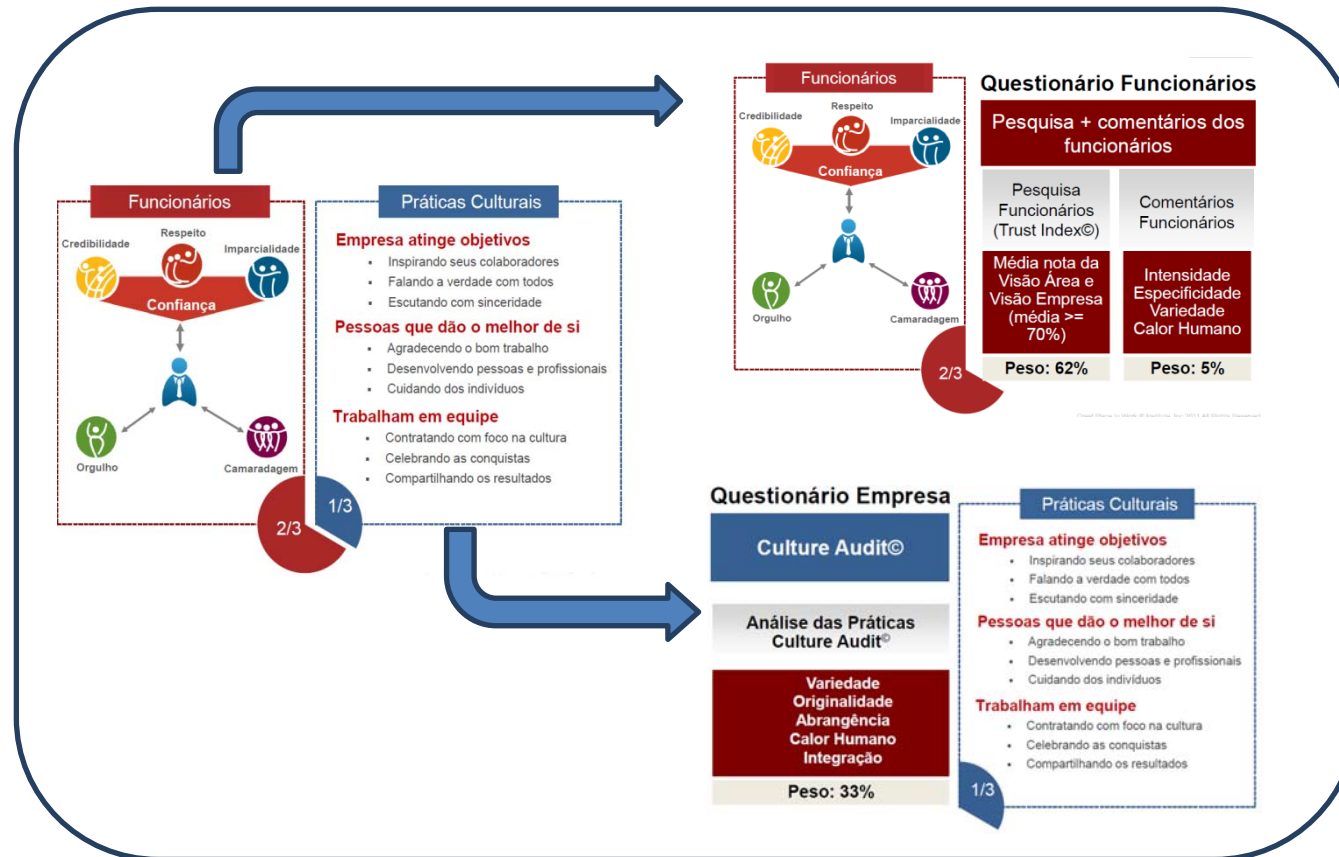 Funcionários
Credibilidade
Respeito
Imparcialidade
Confiança
Orgulho
Camaradagem
2/3
Práticas Culturais
Empresa atinge objetivos
Inspirando seus colaboradores
Falando a verdade com todos
Escutando com sinceridade
Pessoas que dão o melhor de si
Agradecendo o bom trabalho
Desenvolvendo pessoas e profissionais
Cuidando dos indivíduos
Trabalham em equipe
Contratando com foco na cultura
Celebrando as conquistas
Compartilhando os resultados
1/3
Funcionários
Credibilidade
Respeito
Imparcialidade
Confiança
Orgulho
Camaradagem
2/3
Questionário Funcionários
Pesquisa + comentários dos
funcionários
Pesquisa
Funcionários
(Trust Index©)
Média nota da
Visão Área e
Visão Empresa
(média >=
70%)
Peso: 62%
Comentários
Funcionários
Intensidade
Especificidade
Variedade
Calor Humano
Peso: 5%
Questionário Empresa
Culture Audit©
Análise das Práticas
Culture Audit©
Variedade
Originalidade
Abrangência
Calor Humano
Integração
Peso: 33%
Práticas Culturais
Empresa atinge objetivos
Inspirando seus colaboradores
Falando a verdade com todos
Escutando com sinceridade
Pessoas que dão o melhor de si
Agradecendo o bom trabalho
Desenvolvendo pessoas e profissionais
Cuidando dos indivíduos
Trabalham em equipe
Contratando com foco na cultura
Celebrando as conquistas
Compartilhando os resultados
1/3